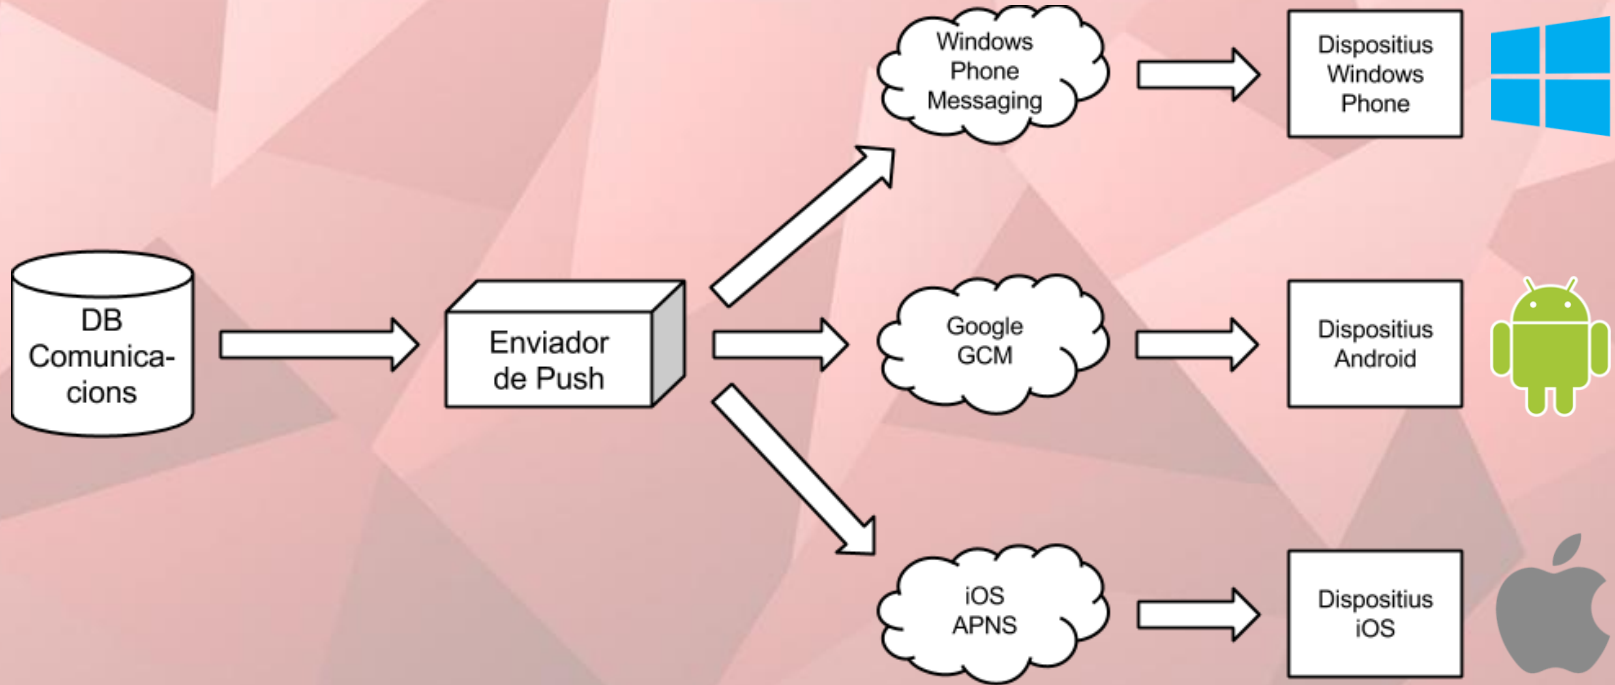 DB
Comunica-
cions
Enviador
de Push
Windows
Phone
Messaging
Dispositius
Windows
Phone
Google
GCM
Dispositius
Android
iOS
APNS
Dispositius
iOS